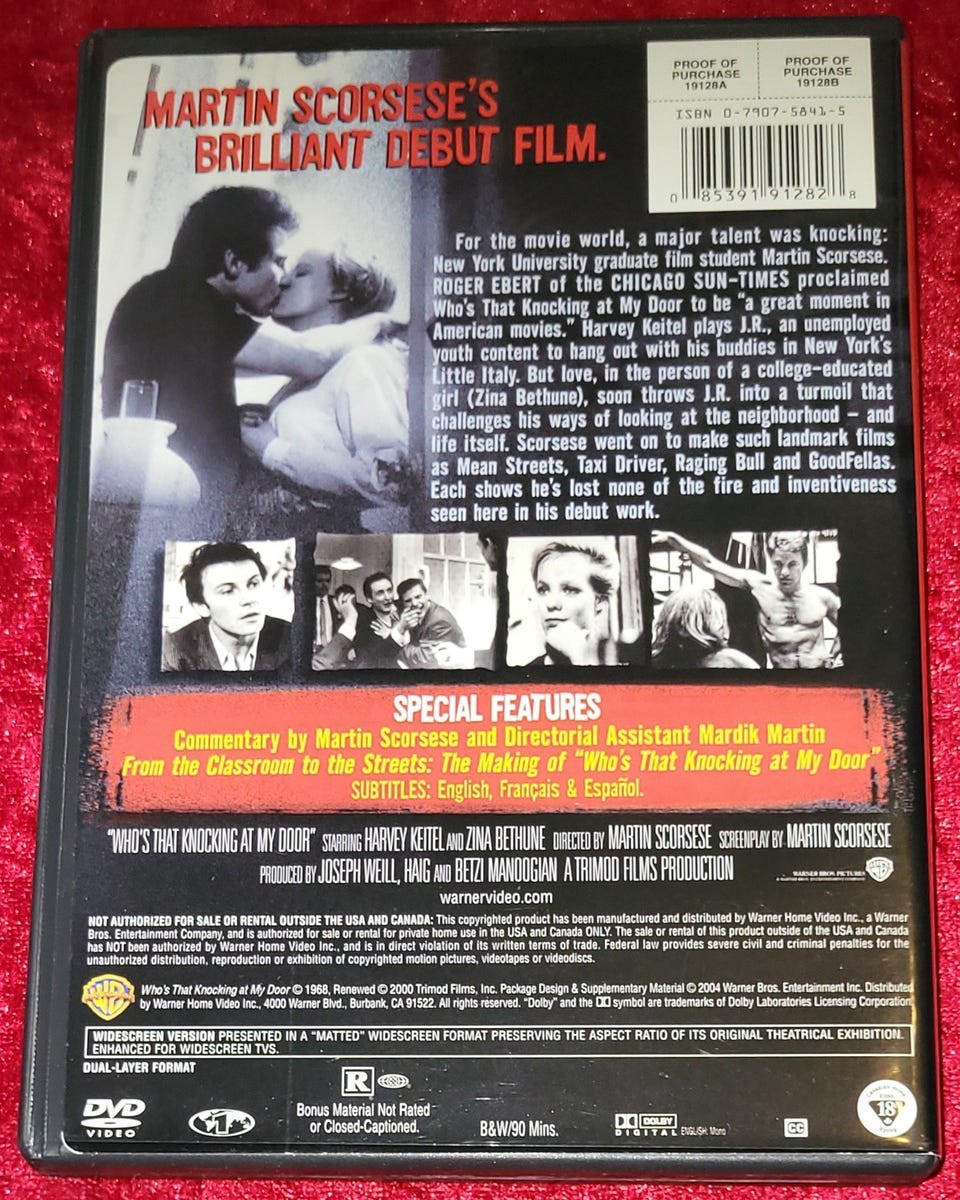 MARTIN SCORSESE'S
BRILLIANT DEBUT FILM.
PROOF OF
PURCHASE
19128A
PROOF OF
PURCHASE
19128B
ISBN 0-7907-5841-5
0 85391 91282 8
For the movie world, a major talent was knocking:
New York University graduate film student Martin Scorsese.
ROGER EBERT of the CHICAGO SUN-TIMES proclaimed
Who's That Knocking at My Door to be "a great moment in
American movies." Harvey Keitel plays J.R., an unemployed
youth content to hang out with his buddies in New York's
Little Italy. But love, in the person of a college-educated
girl (Zina Bethune), soon throws J.R. into a turmoil that
challenges his ways of looking at the neighborhood – and
life itself. Scorsese went on to make such landmark films
as Mean Streets, Taxi Driver, Raging Bull and GoodFellas.
Each shows he's lost none of the fire and inventiveness
seen here in his debut work.
SPECIAL FEATURES
Commentary by Martin Scorsese and Directorial Assistant Mardik Martin
From the Classroom to the Streets: The Making of "Who's That Knocking at My Door"
SUBTITLES: English, Français & Español.
"WHO'S THAT KNOCKING AT MY DOOR" STARRING HARVEY KEITEL AND ZINA BETHUNE DIRECTED BY MARTIN SCORSESE SCREENPLAY BY MARTIN SCORSESE
PRODUCED BY JOSEPH WEILL, HAIG AND BETZI MANOOGIAN A TRIMOD FILMS PRODUCTION
WARNER BROS. PICTURES
warnervideo.com
NOT AUTHORIZED FOR SALE OR RENTAL OUTSIDE THE USA AND CANADA: This copyrighted product has been manufactured and distributed by Warner Home Video Inc., a Warner
Bros. Entertainment Company, and is authorized for sale or rental for private home use in the USA and Canada ONLY. The sale or rental of this product outside of the USA and Canada
has NOT been authorized by Warner Home Video Inc., and is in direct violation of its written terms of trade. Federal law provides severe civil and criminal penalties for the
unauthorized distribution, reproduction or exhibition of copyrighted motion pictures, videotapes or videodiscs.
Who's That Knocking at My Door © 1968, Renewed © 2000 Trimod Films, Inc. Package Design & Supplementary Material © 2004 Warner Bros. Entertainment Inc. Distributed
by Warner Home Video Inc., 4000 Warner Blvd., Burbank, CA 91522. All rights reserved. "Dolby" and the DD symbol are trademarks of Dolby Laboratories Licensing Corporation.
WIDESCREEN VERSION PRESENTED IN A "MATTED" WIDESCREEN FORMAT PRESERVING THE ASPECT RATIO OF ITS ORIGINAL THEATRICAL EXHIBITION.
ENHANCED FOR WIDESCREEN TVS.
DUAL-LAYER FORMAT
DVD
VIDEO
1
R
Bonus Material Not Rated
or Closed-Captioned.
B&W/90 Mins.
DOLBY
DIGITAL
ENGLISH: Mono
CC
18